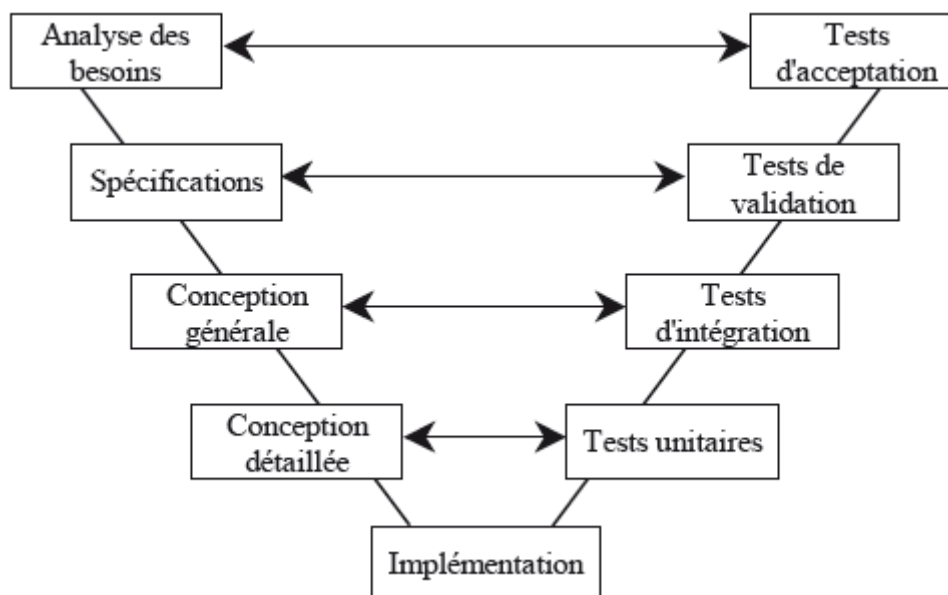 Analyse des
besoins
Tests
d'acceptation
Spécifications
Tests de
validation
Conception
générale
Tests
d'intégration
Conception
détaillée
Tests unitaires
Implémentation